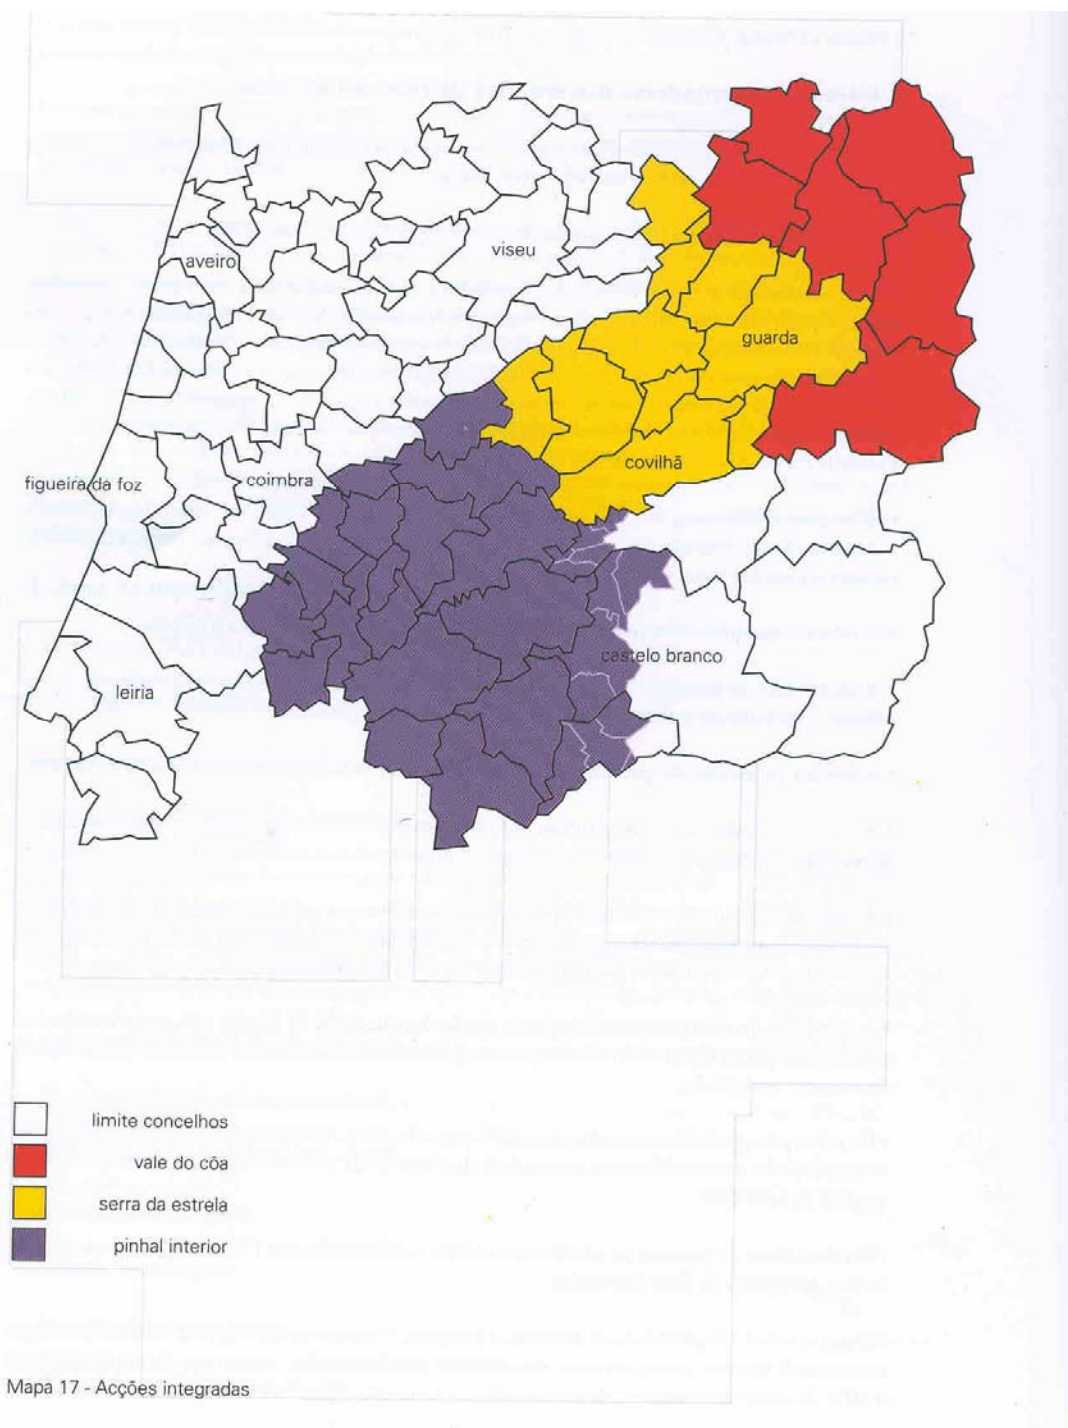 viseu
aveiro
guarda
covilhã
figueira da foz
coimbra
castelo branco
leiria
limite concelhos
vale do côa
serra da estrela
pinhal interior
Mapa 17 - Acções integradas